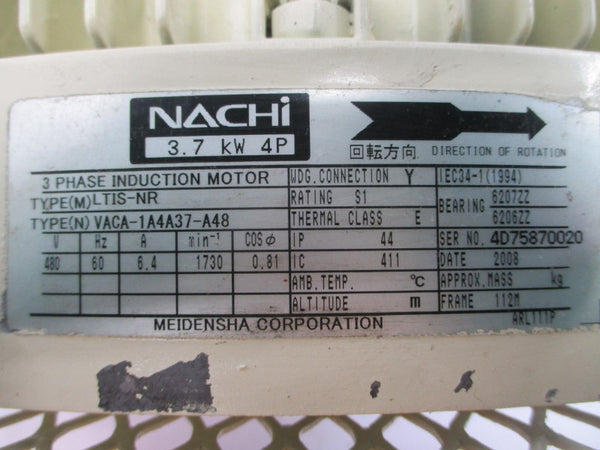 NACHi
3.7 kW 4P
回転方向 DIRECTION OF ROTATION
3 PHASE INDUCTION MOTOR
TYPE(M) LTIS-NR
TYPE(N) VACA-1A4A37-A48
V Hz A min-1 COSφ
480 60 6.4 1730 0.81
WDG.CONNECTION Y
RATING S1
THERMAL CLASS E
IP 44
IC 411
AMB.TEMP. ℃
ALTITUDE m
IEC34-1(1994)
BEARING 6207ZZ
6206ZZ
SER NO. 4D75870020
DATE 2008
APPROX.MASS kg
FRAME 112M
MEIDENSHA CORPORATION
ARL111P